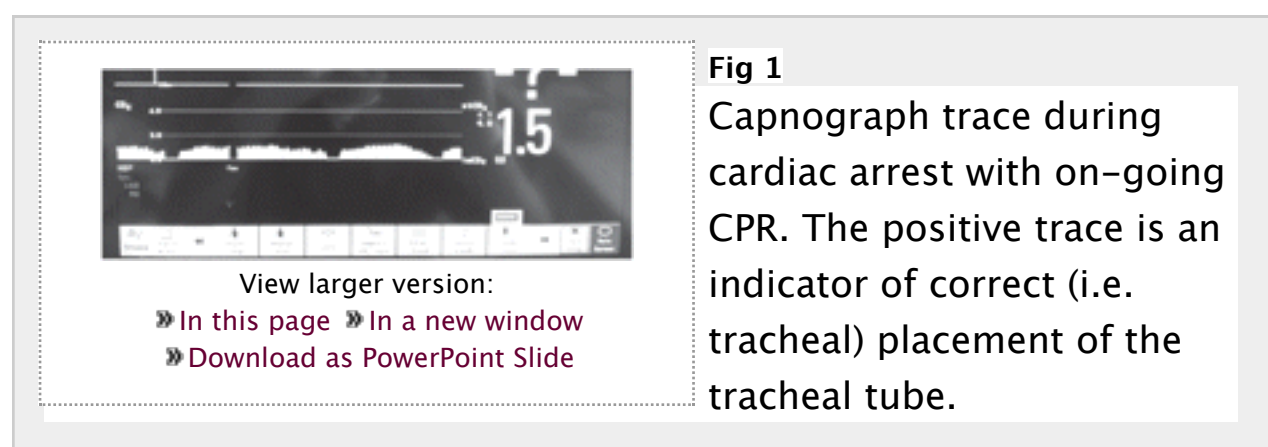 1.5
View larger version:
In this page In a new window
Download as PowerPoint Slide
Fig 1
Capnograph trace during
cardiac arrest with on-going
CPR. The positive trace is an
indicator of correct (i.e.
tracheal) placement of the
tracheal tube.